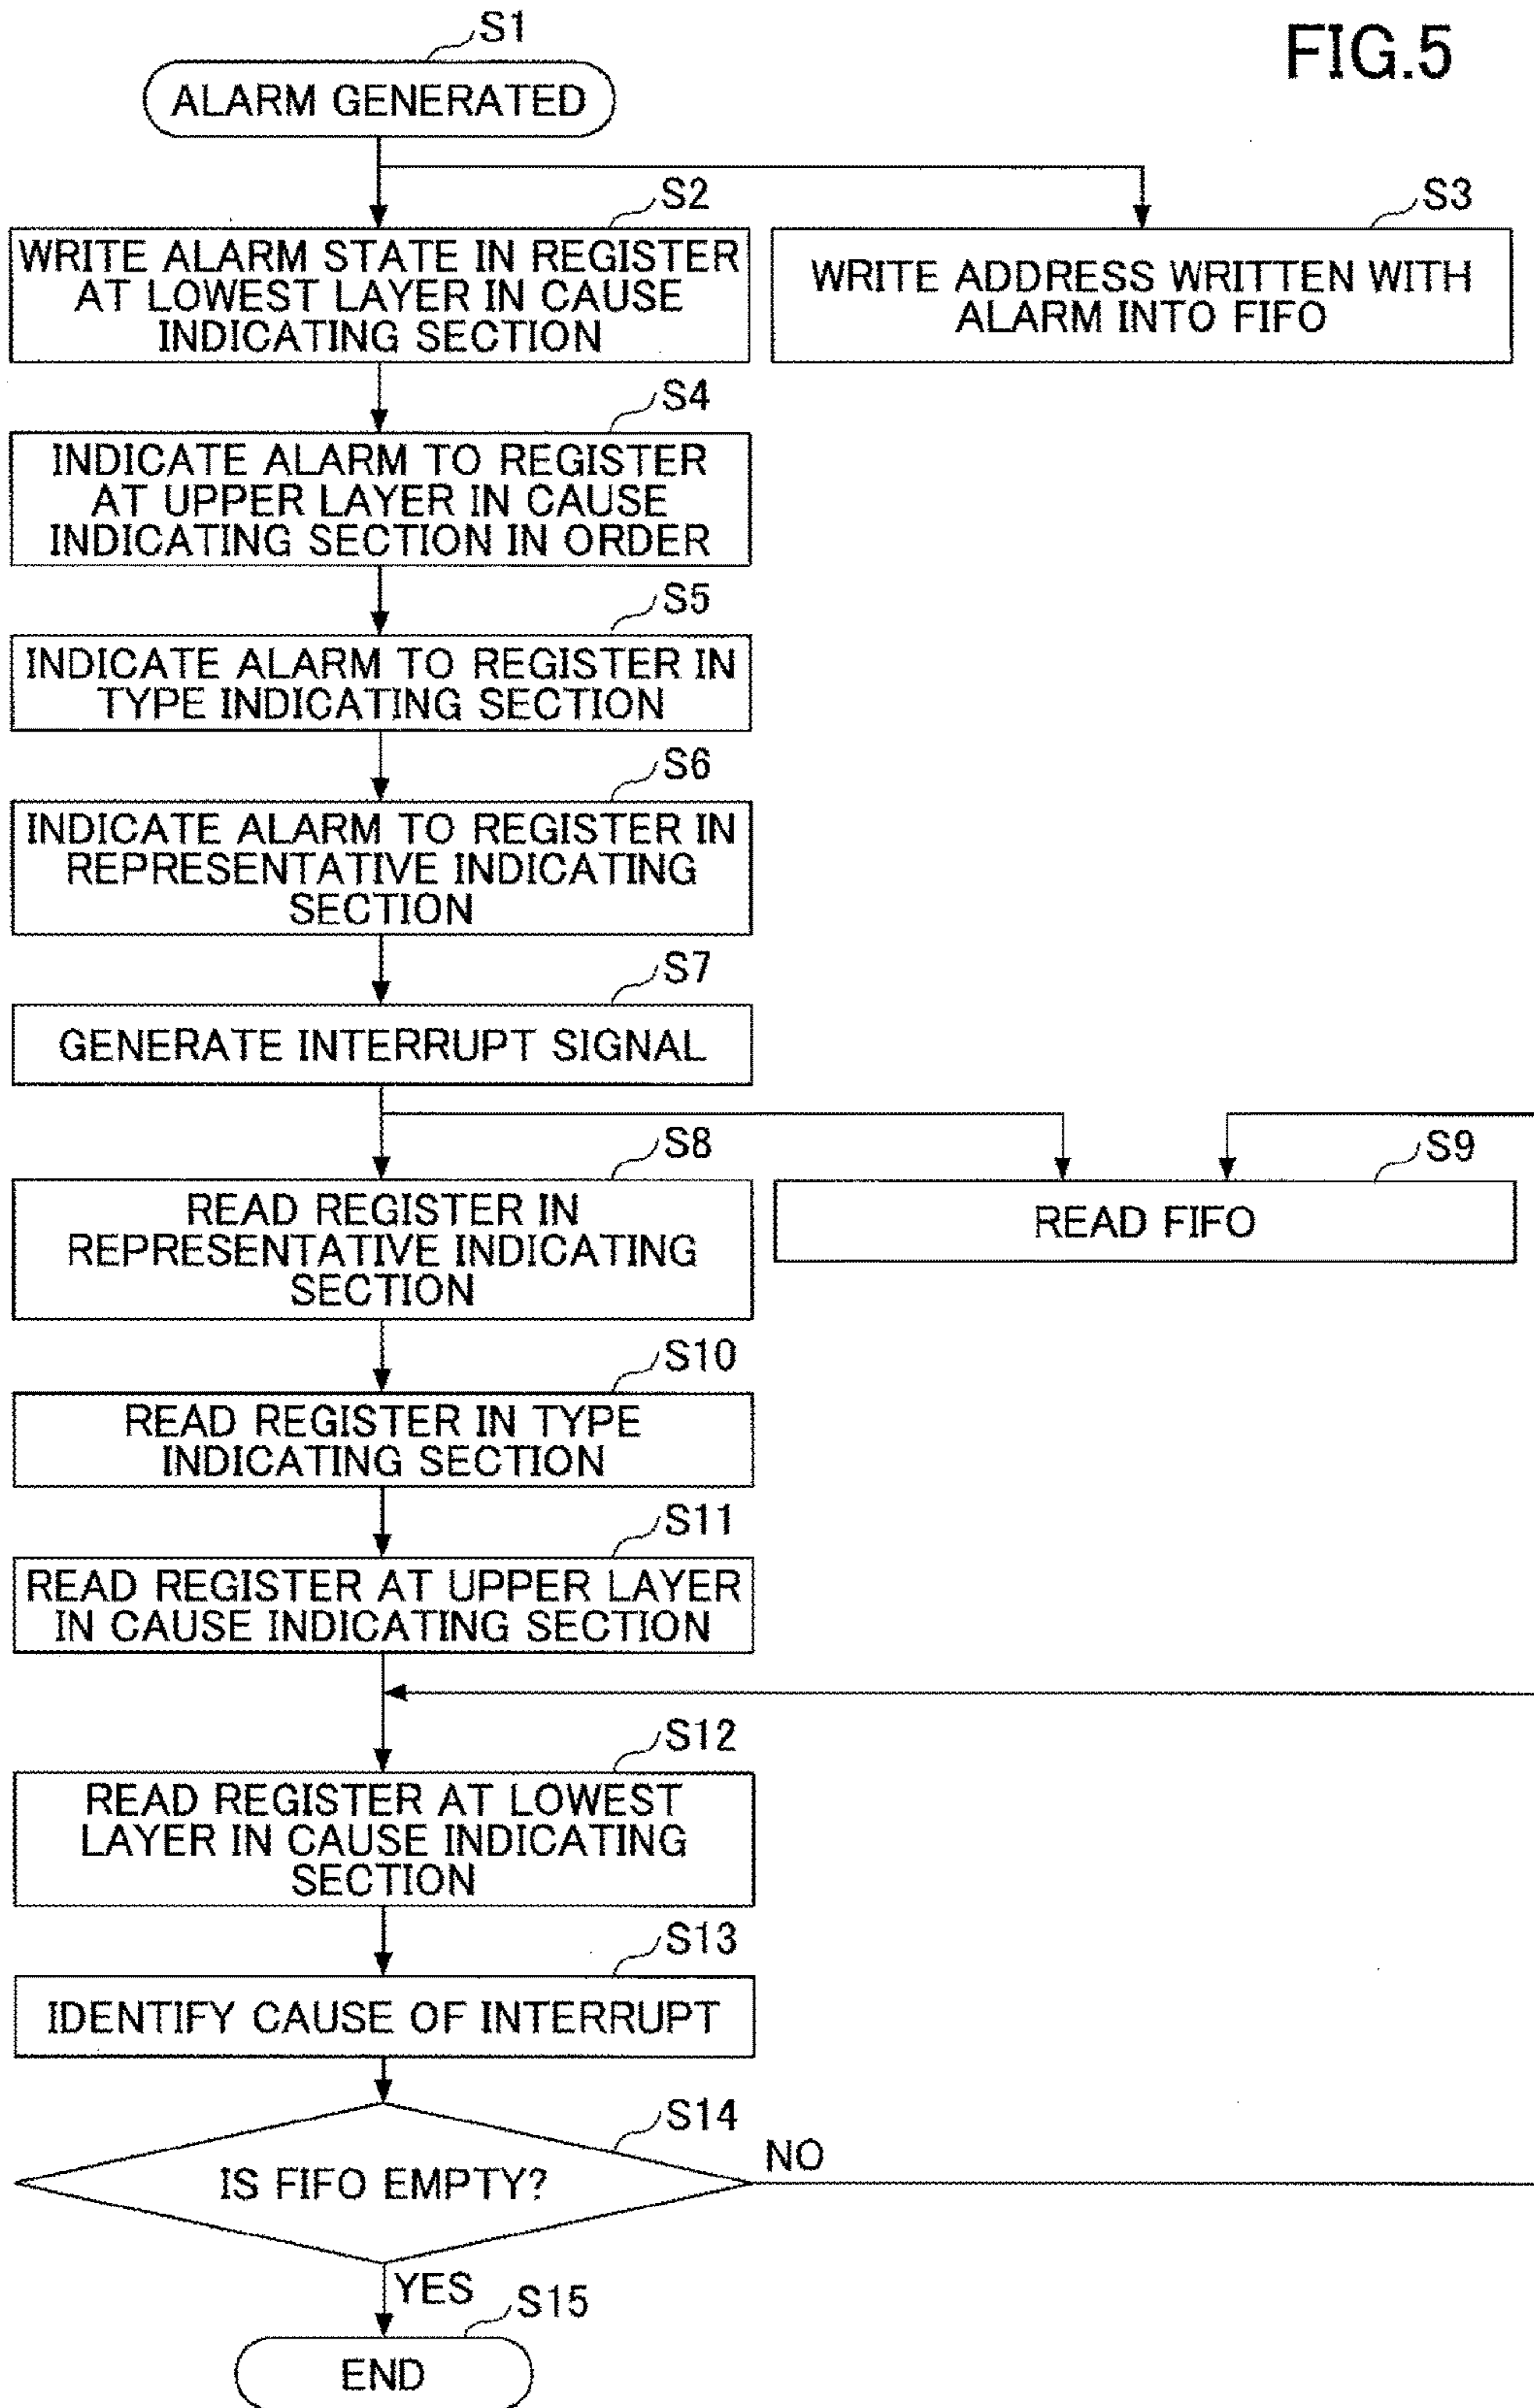 FIG.5
S1
ALARM GENERATED
S2
WRITE ALARM STATE IN REGISTER
AT LOWEST LAYER IN CAUSE
INDICATING SECTION
S3
WRITE ADDRESS WRITTEN WITH
ALARM INTO FIFO
S4
INDICATE ALARM TO REGISTER
AT UPPER LAYER IN CAUSE
INDICATING SECTION IN ORDER
S5
INDICATE ALARM TO REGISTER IN
TYPE INDICATING SECTION
S6
INDICATE ALARM TO REGISTER IN
REPRESENTATIVE INDICATING
SECTION
S7
GENERATE INTERRUPT SIGNAL
S8
READ REGISTER IN
REPRESENTATIVE INDICATING
SECTION
S9
READ FIFO
S10
READ REGISTER IN TYPE
INDICATING SECTION
S11
READ REGISTER AT UPPER LAYER
IN CAUSE INDICATING SECTION
S12
READ REGISTER AT LOWEST
LAYER IN CAUSE INDICATING
SECTION
S13
IDENTIFY CAUSE OF INTERRUPT
S14
IS FIFO EMPTY?
NO
YES
S15
END